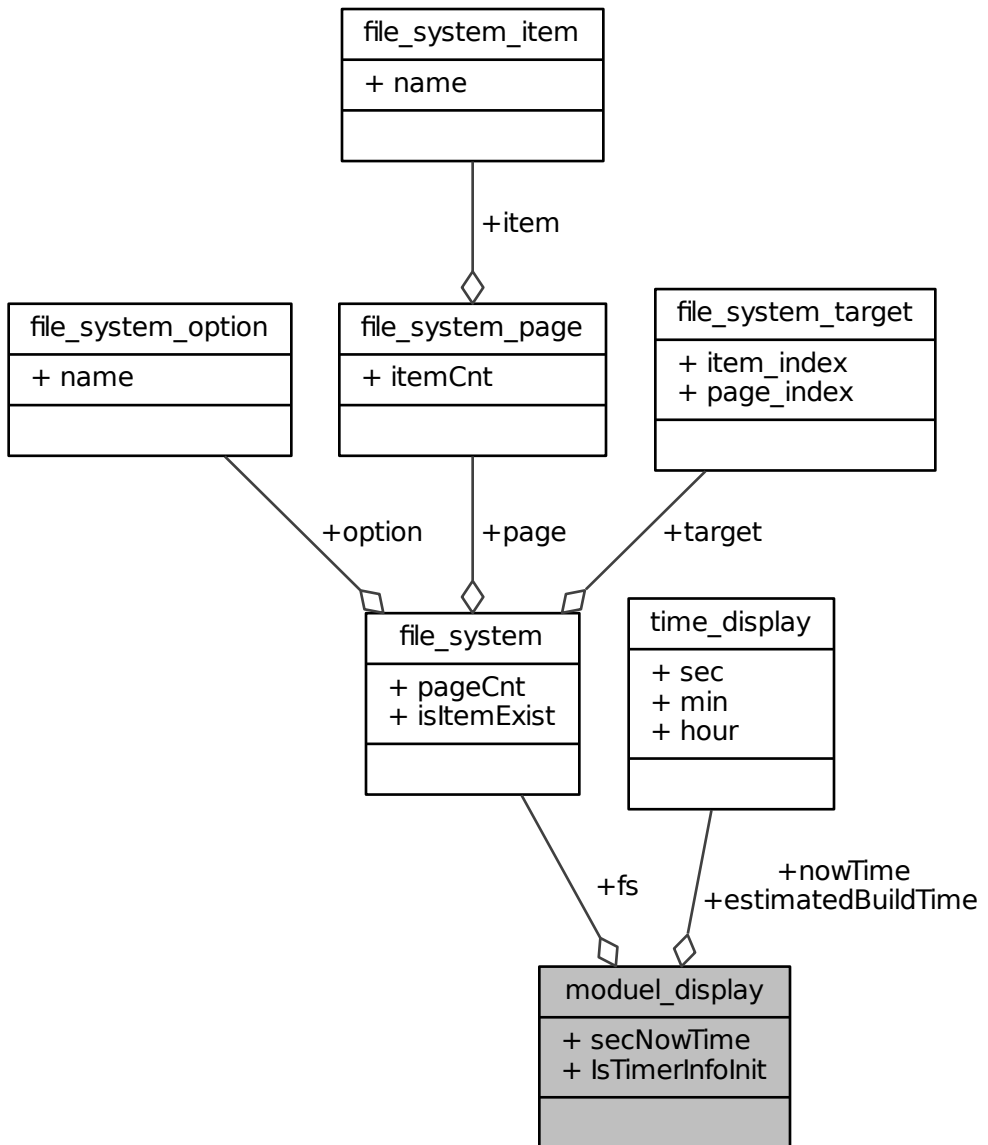 file_system_item
+ name
+item
file_system_option
+ name
file_system_page
+ itemCnt
file_system_target
+ item_index
+ page_index
+option
+page
+target
file_system
+ pageCnt
+ isItemExist
time_display
+ sec
+ min
+ hour
+fs
+nowTime
+estimatedBuildTime
moduel_display
+ secNowTime
+ IsTimerInfoInit